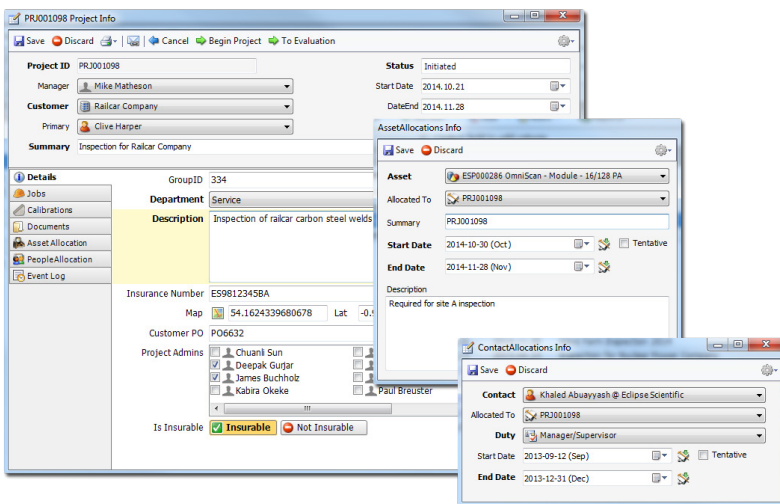 PRJ001098 Project Info
Save Discard Cancel Begin Project To Evaluation
Project ID PRJ001098 Status Initiated
Manager Mike Matheson Start Date 2014.10.21
Customer Railcar Company DateEnd 2014.11.28
Primary Clive Harper
Summary Inspection for Railcar Company
Details
Jobs
Calibrations
Documents
Asset Allocation
PeopleAllocation
Event Log
GroupID 334
Department Service
Description Inspection of railcar carbon steel welds
Insurance Number ES9812345BA
Map 54.1624339680678 Lat
Customer PO PO6632
Project Admins Chuanli Sun
Deepak Gurjar
James Buchholz
Kabira Okeke Paul Breuster
Is Insurable Insurable Not Insurable
AssetAllocations Info
Save Discard
Asset ESP000286 OmniScan - Module - 16/128 PA
Allocated To PRJ001098
Summary PRJ001098
Start Date 2014-10-30 (Oct) Tentative
End Date 2014-11-28 (Nov)
Description
Required for site A inspection
ContactAllocations Info
Save Discard
Contact Khaled Abuayyash @ Eclipse Scientific
Allocated To PRJ001098
Duty Manager/Supervisor
Start Date 2013-09-12 (Sep) Tentative
End Date 2013-12-31 (Dec)